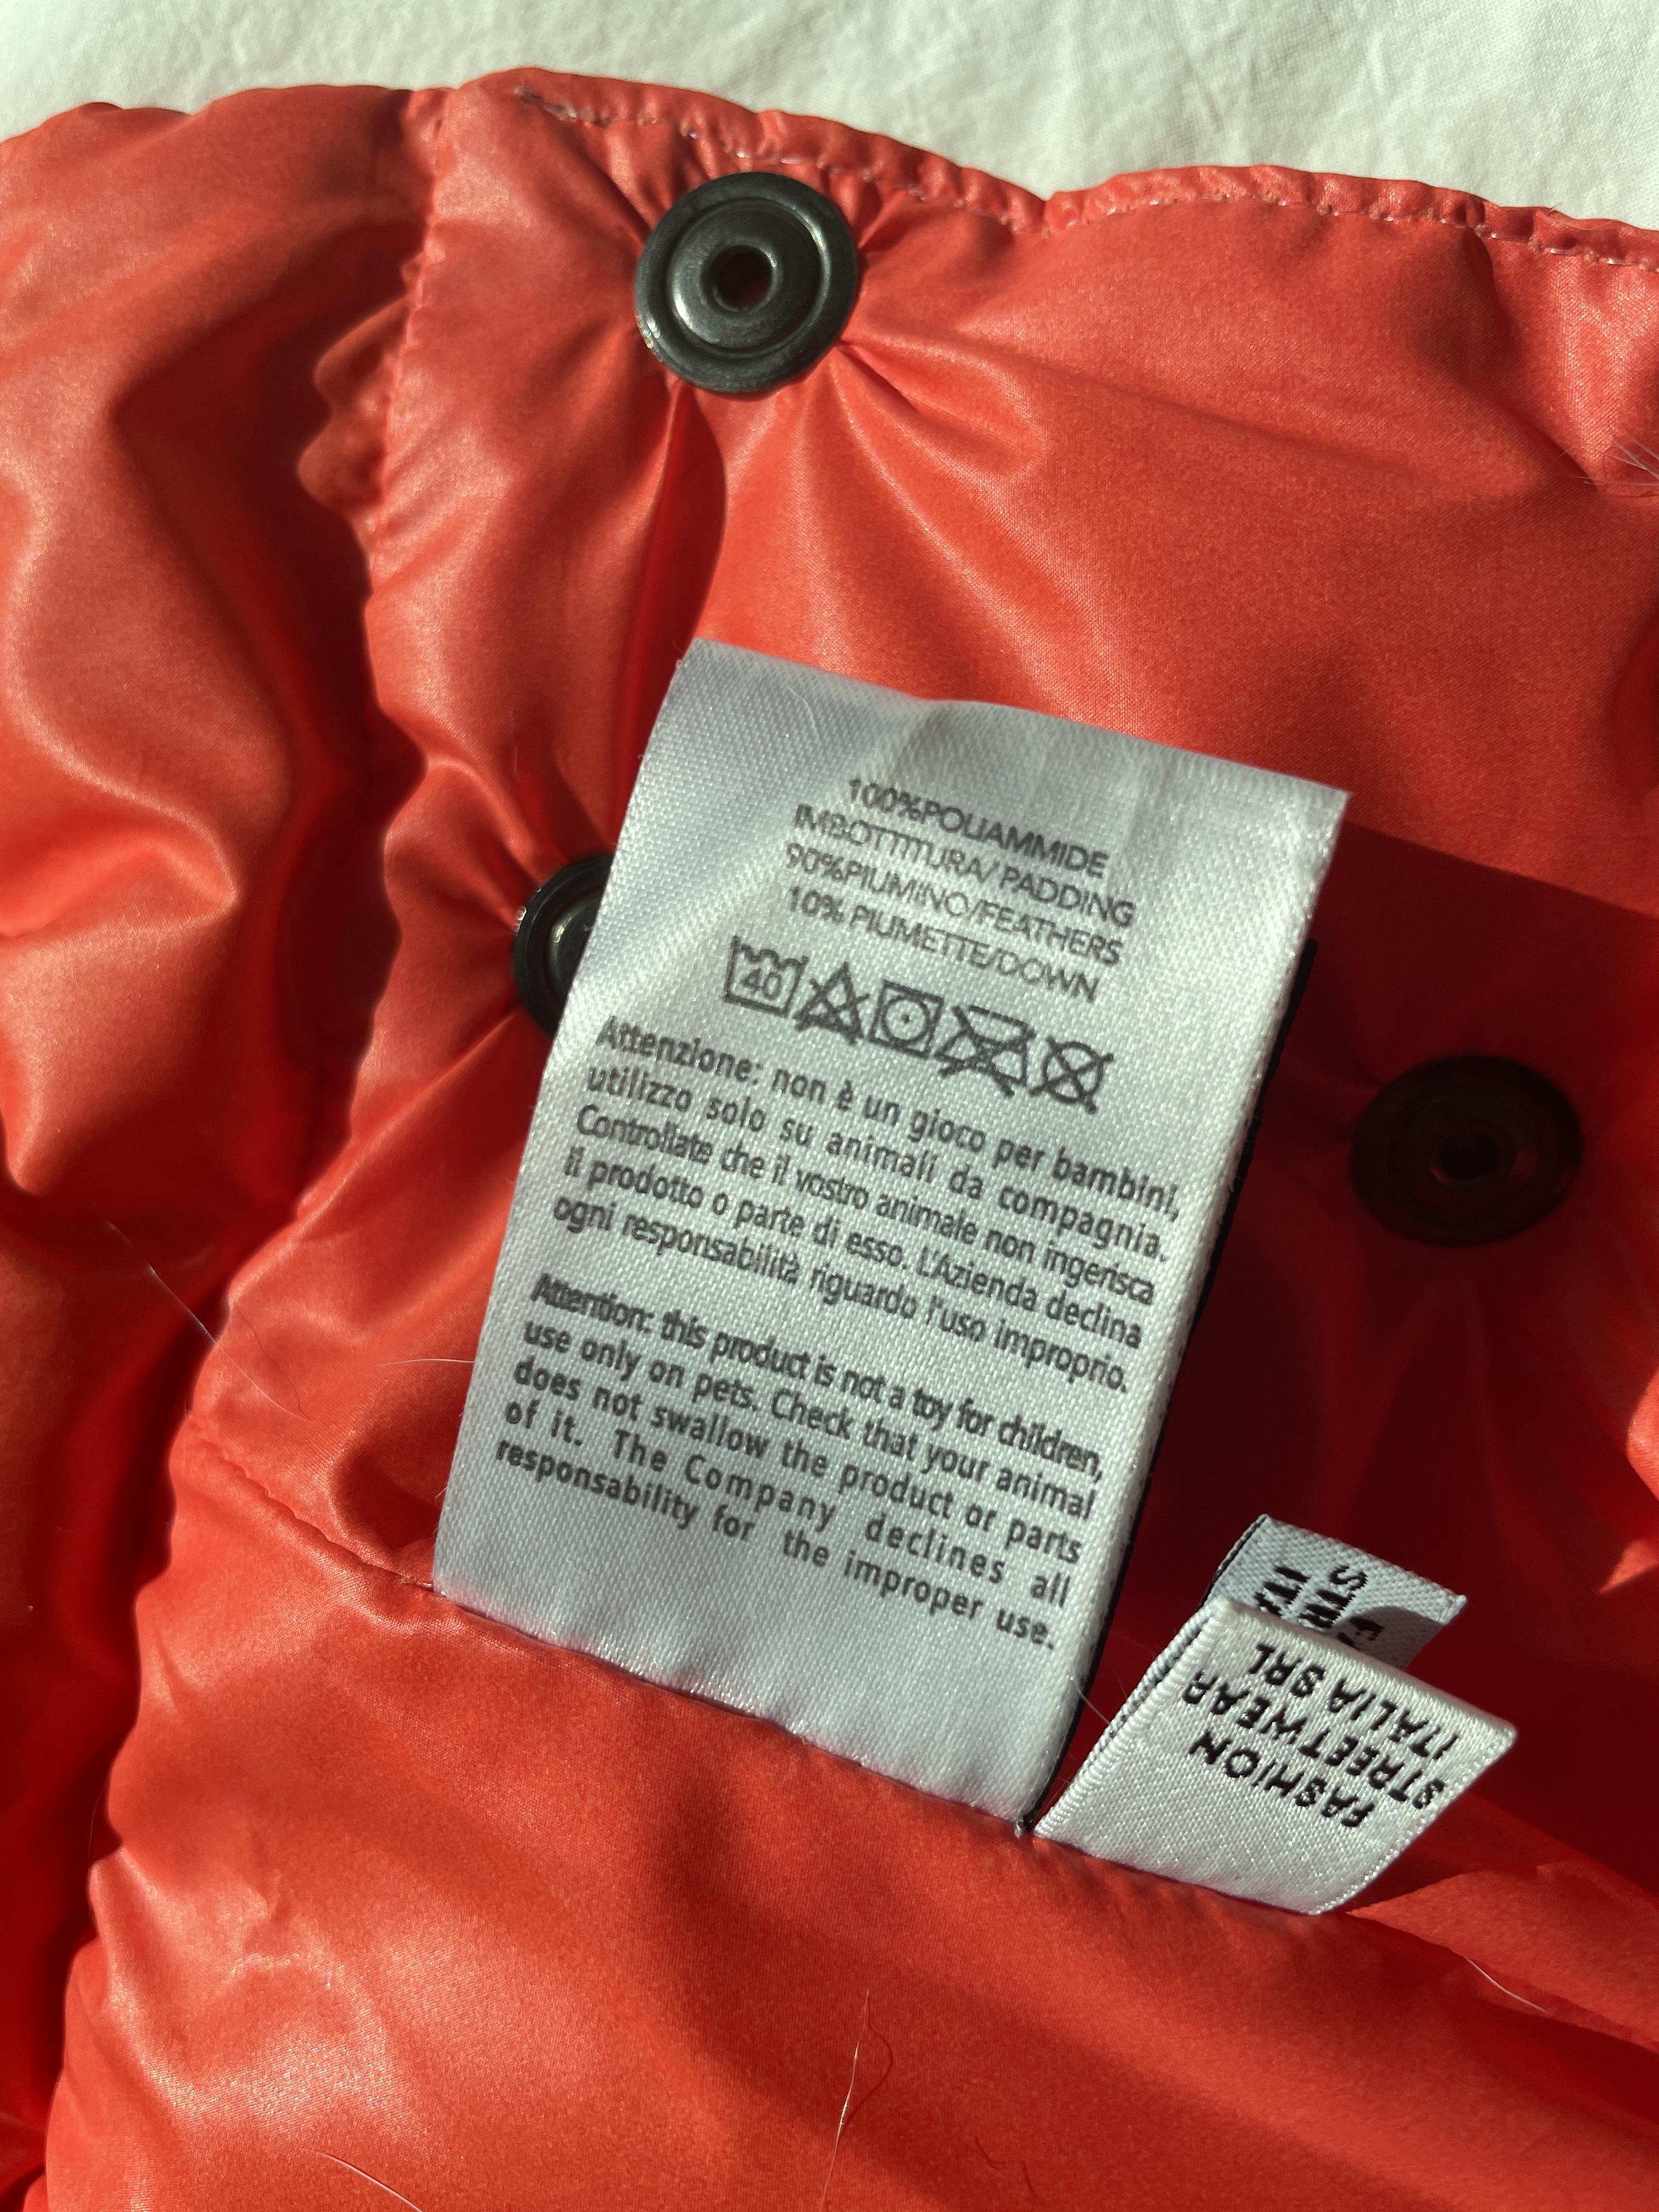 100%POLIAMMIDE
IMBOTTITURA/PADDING
90%PIUMINO/FEATHERS
10% PIUMETTE/DOWN
40
Attenzione: non è un gioco per bambini,
utilizzo solo su animali da compagnia.
Controllate che il vostro animale non ingerisca
il prodotto o parte di esso. L'Azienda declina
ogni responsabilità riguardo l'uso improprio.
Attention: this product is not a toy for children,
use only on pets. Check that your animal
does not swallow the product or parts
of it. The Company declines all
responsability for the improper use.
FASHION
STREETWEAR
ITALIA SRL